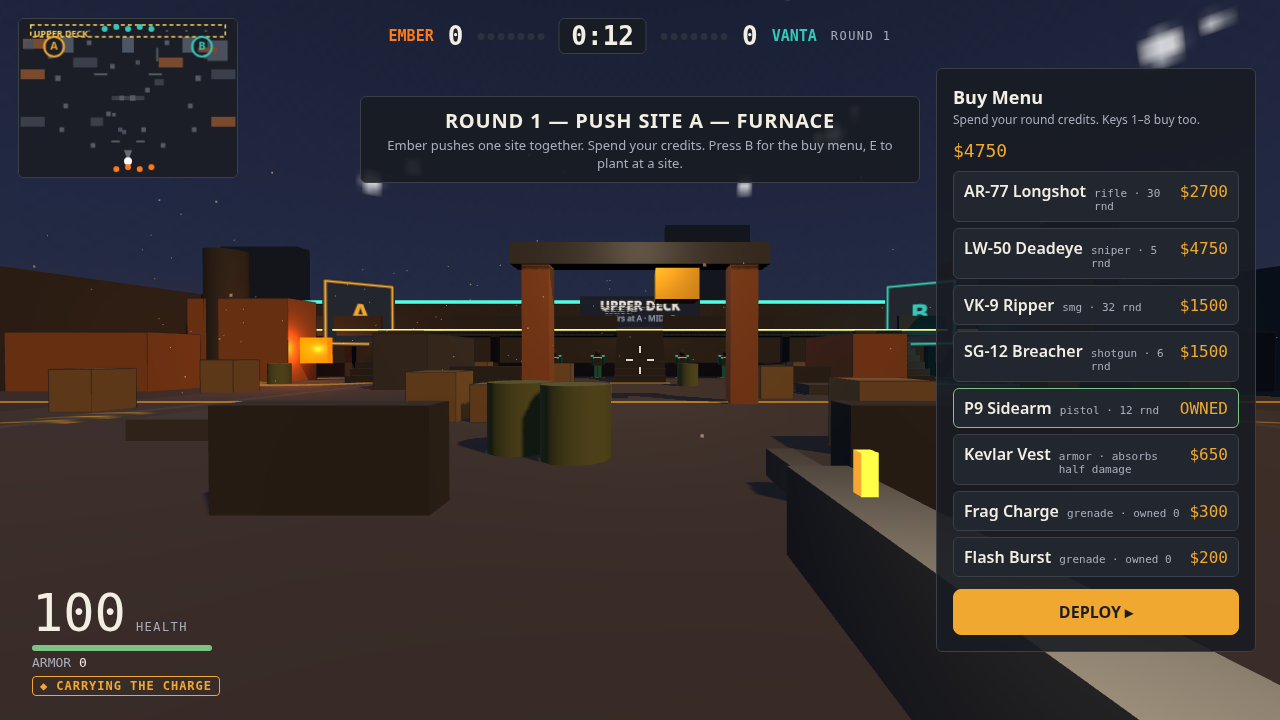 UPPER DECK
A
B
EMBER 0
0:12
0 VANTA ROUND 1
ROUND 1 — PUSH SITE A — FURNACE
Ember pushes one site together. Spend your credits. Press B for the buy menu, E to
plant at a site.
A
UPPER DECK
rs at A · MID
B
Buy Menu
Spend your round credits. Keys 1–8 buy too.
$4750
AR-77 Longshot rifle · 30 rnd $2700
LW-50 Deadeye sniper · 5 rnd $4750
VK-9 Ripper smg · 32 rnd $1500
SG-12 Breacher shotgun · 6 rnd $1500
P9 Sidearm pistol · 12 rnd OWNED
Kevlar Vest armor · absorbs half damage $650
Frag Charge grenade · owned 0 $300
Flash Burst grenade · owned 0 $200
DEPLOY ▸
100 HEALTH
ARMOR 0
◆ CARRYING THE CHARGE